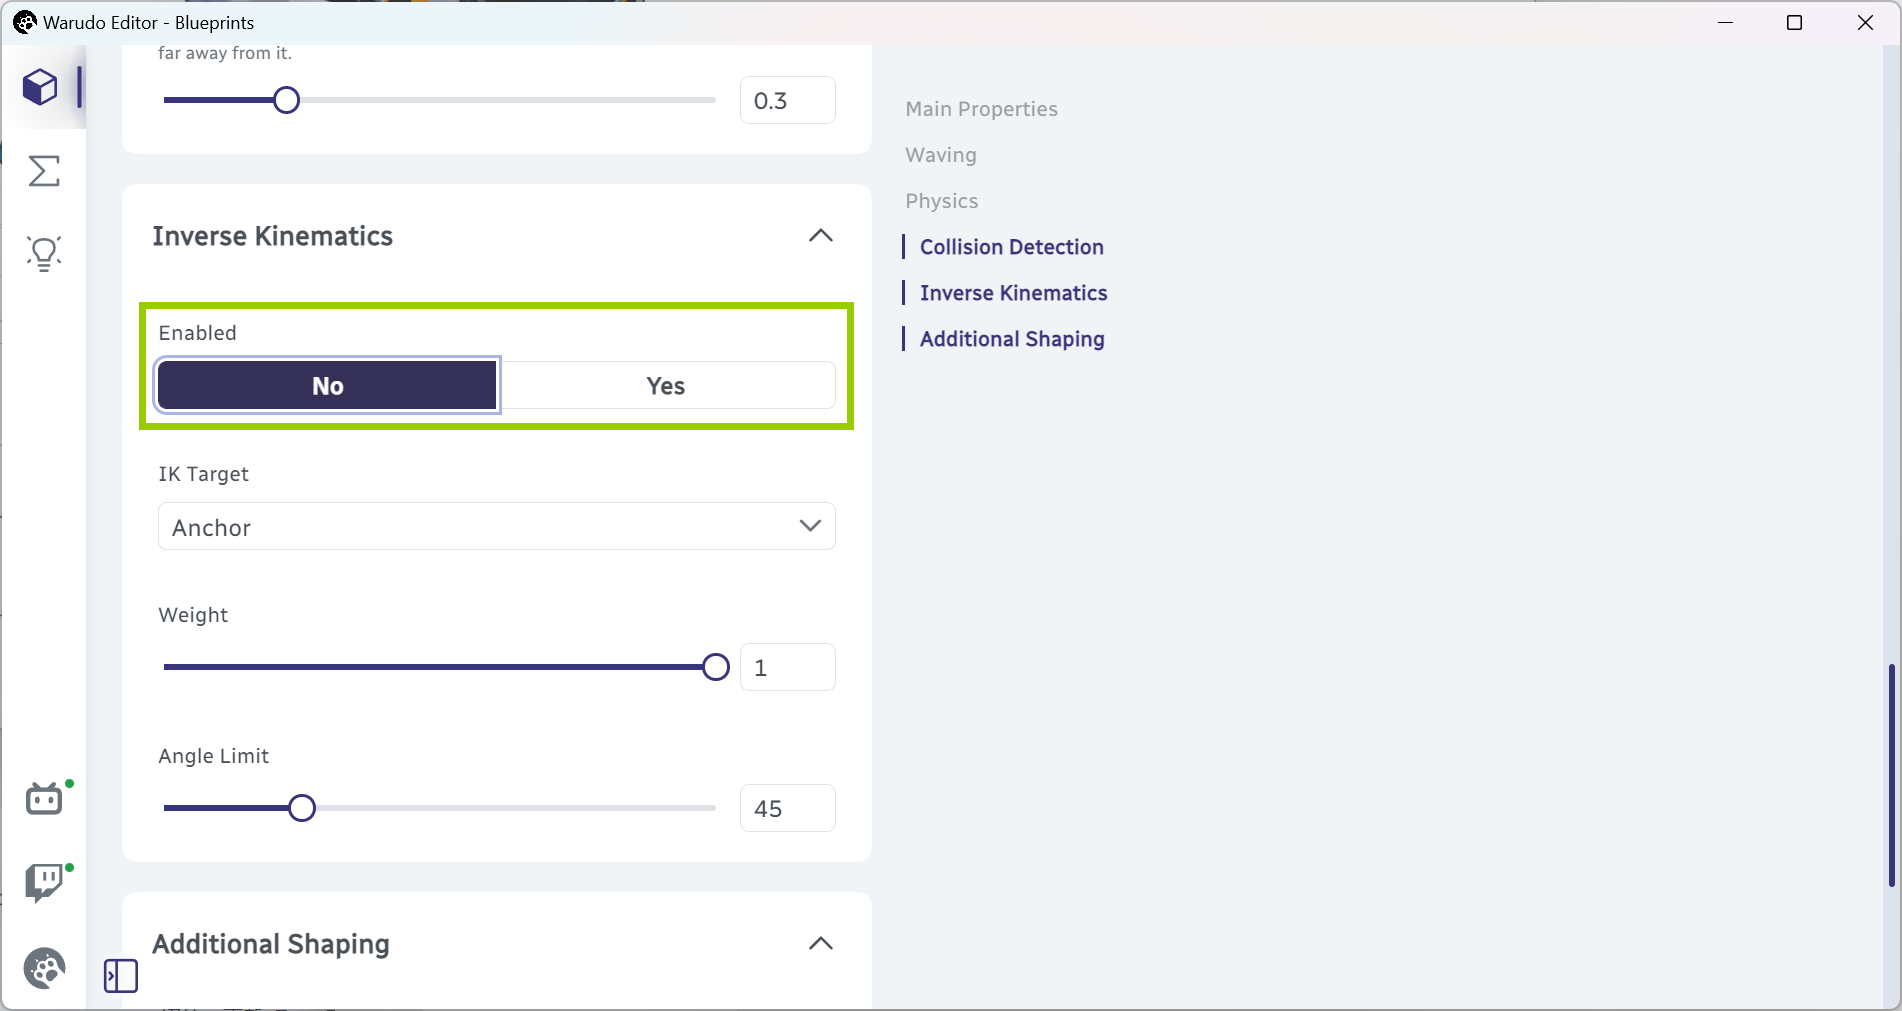 Warudo Editor - Blueprints
far away from it.
0.3
Inverse Kinematics
Enabled
No
Yes
IK Target
Anchor
Weight
1
Angle Limit
45
Additional Shaping
Main Properties
Waving
Physics
Collision Detection
Inverse Kinematics
Additional Shaping